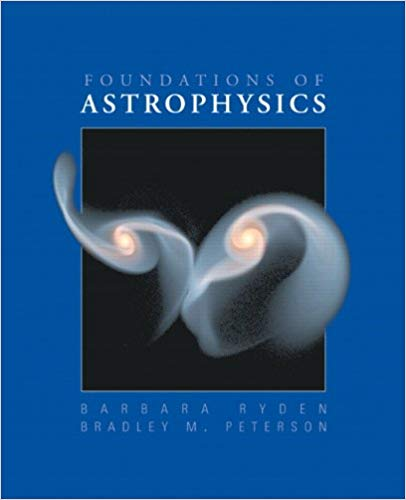 FOUNDATIONS OF
ASTROPHYSICS
BARBARA RYDEN
BRADLEY M. PETERSON